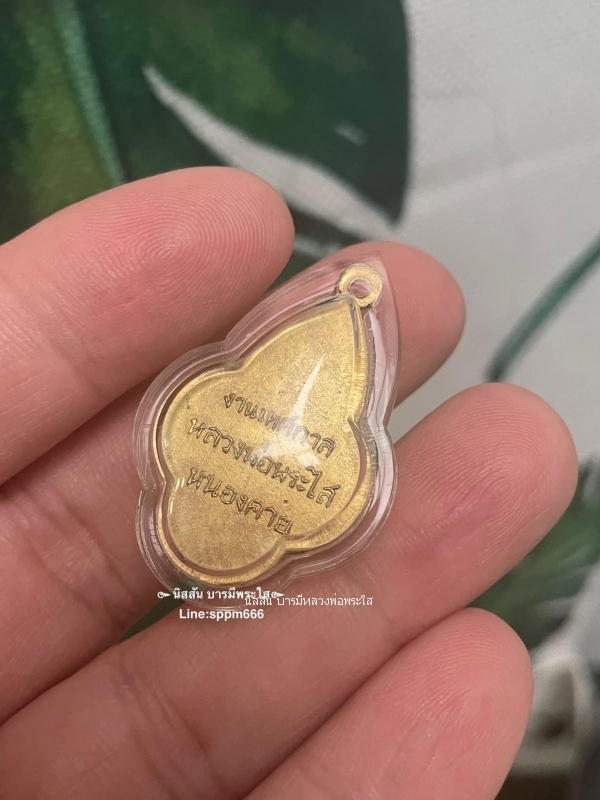 งานเทศกาล
หลวงพ่อพระใส
หนองคาย
๛ นิสสัน บารมีพระใส๛
นิสสัน บารมีหลวงพ่อพระใส
Line:sppm666